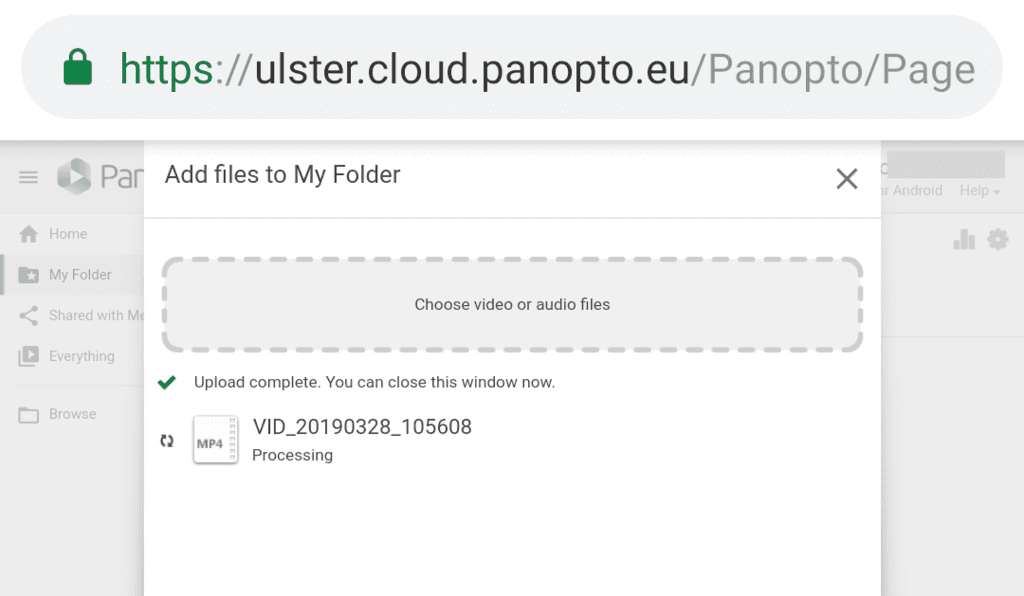 https://ulster.cloud.panopto.eu/Panopto/Page
Add files to My Folder
Pan
or Android Help
Home
My Folder
Shared with Me
Everything
Browse
Choose video or audio files
Upload complete. You can close this window now.
MP4
VID_20190328_105608
Processing